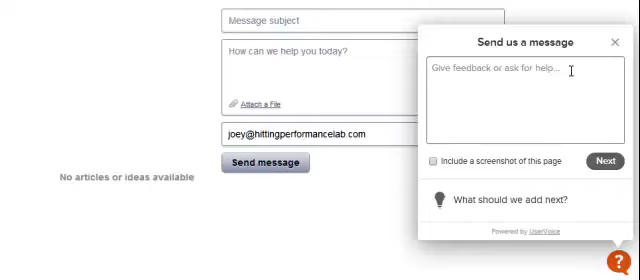 Message subject
How can we help you today?
Attach a File
joey@hittingperformancelab.com
Send message
No articles or ideas available
Send us a message
×
Give feedback or ask for help...
Include a screenshot of this page
Next
What should we add next?
Powered by UserVoice
?